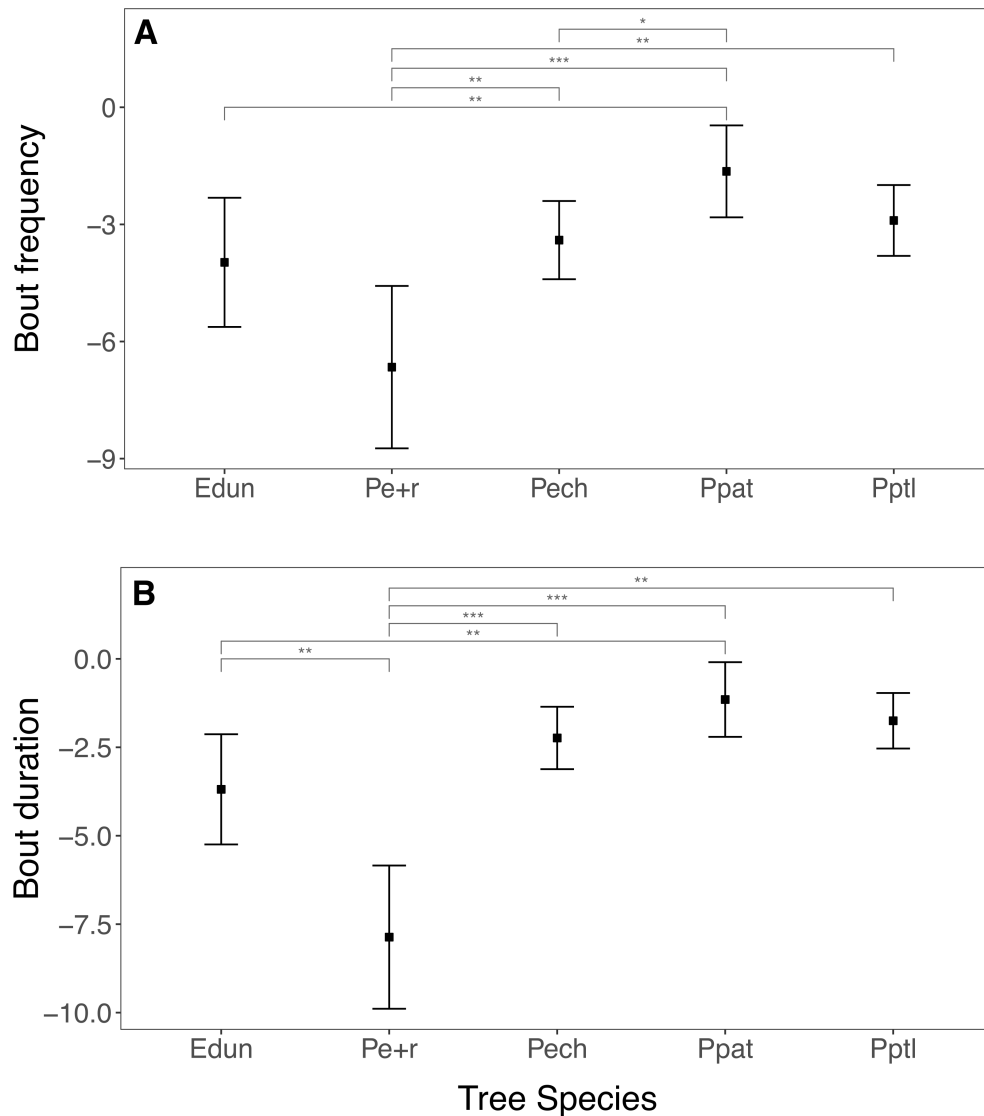 A
*
**
***
**
**
0
−3
−6
−9
Bout frequency
Edun Pe+r Pech Ppat Pptl
B
**
***
***
**
**
0.0
−2.5
−5.0
−7.5
−10.0
Bout duration
Edun Pe+r Pech Ppat Pptl
Tree Species